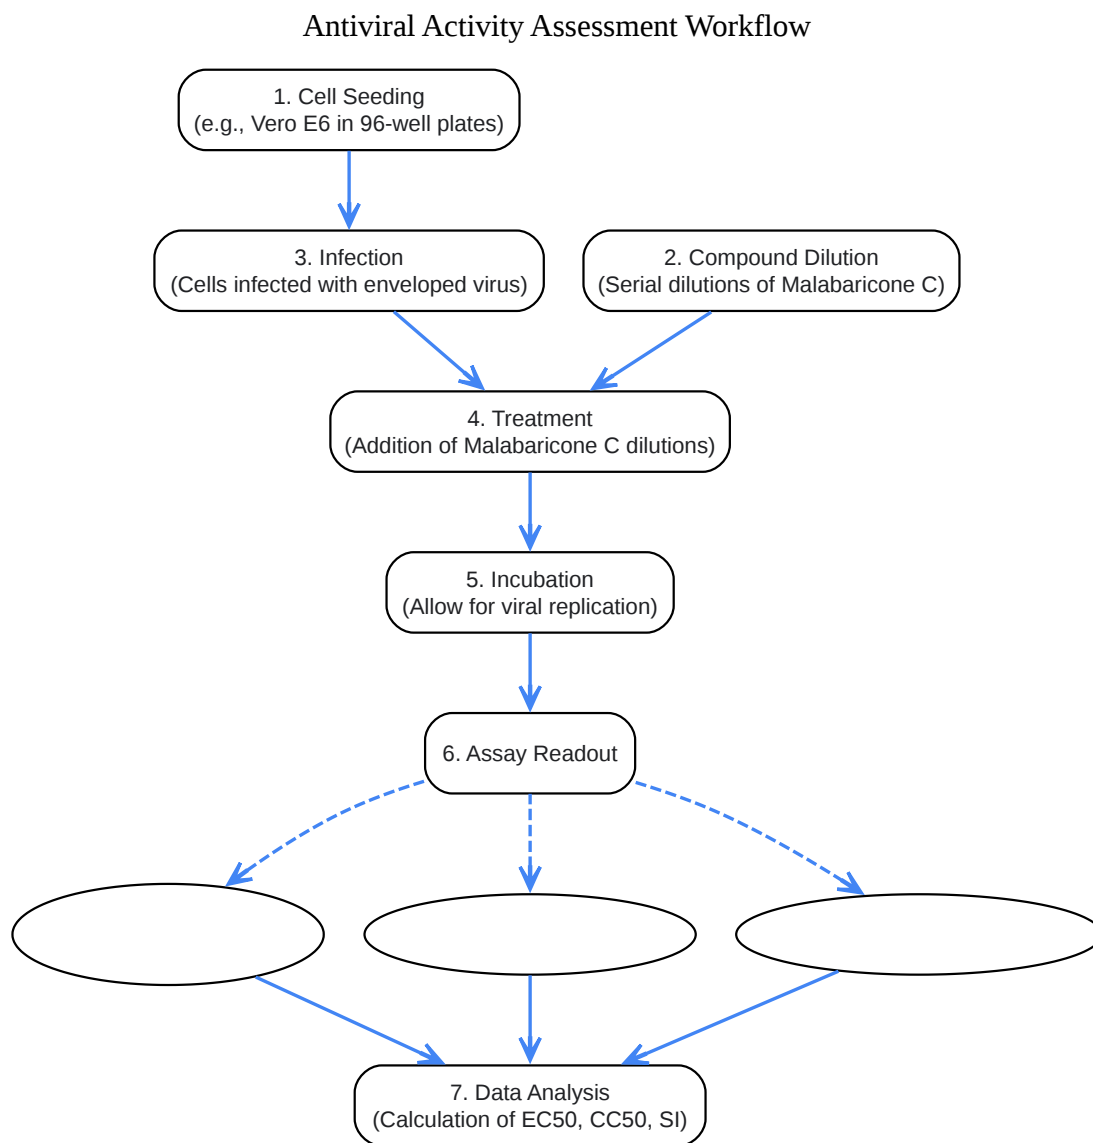 Antiviral Activity Assessment Workflow
1. Cell Seeding
(e.g., Vero E6 in 96-well plates)
3. Infection
(Cells infected with enveloped virus)
2. Compound Dilution
(Serial dilutions of Malabaricone C)
4. Treatment
(Addition of Malabaricone C dilutions)
5. Incubation
(Allow for viral replication)
6. Assay Readout
7. Data Analysis
(Calculation of EC50, CC50, SI)